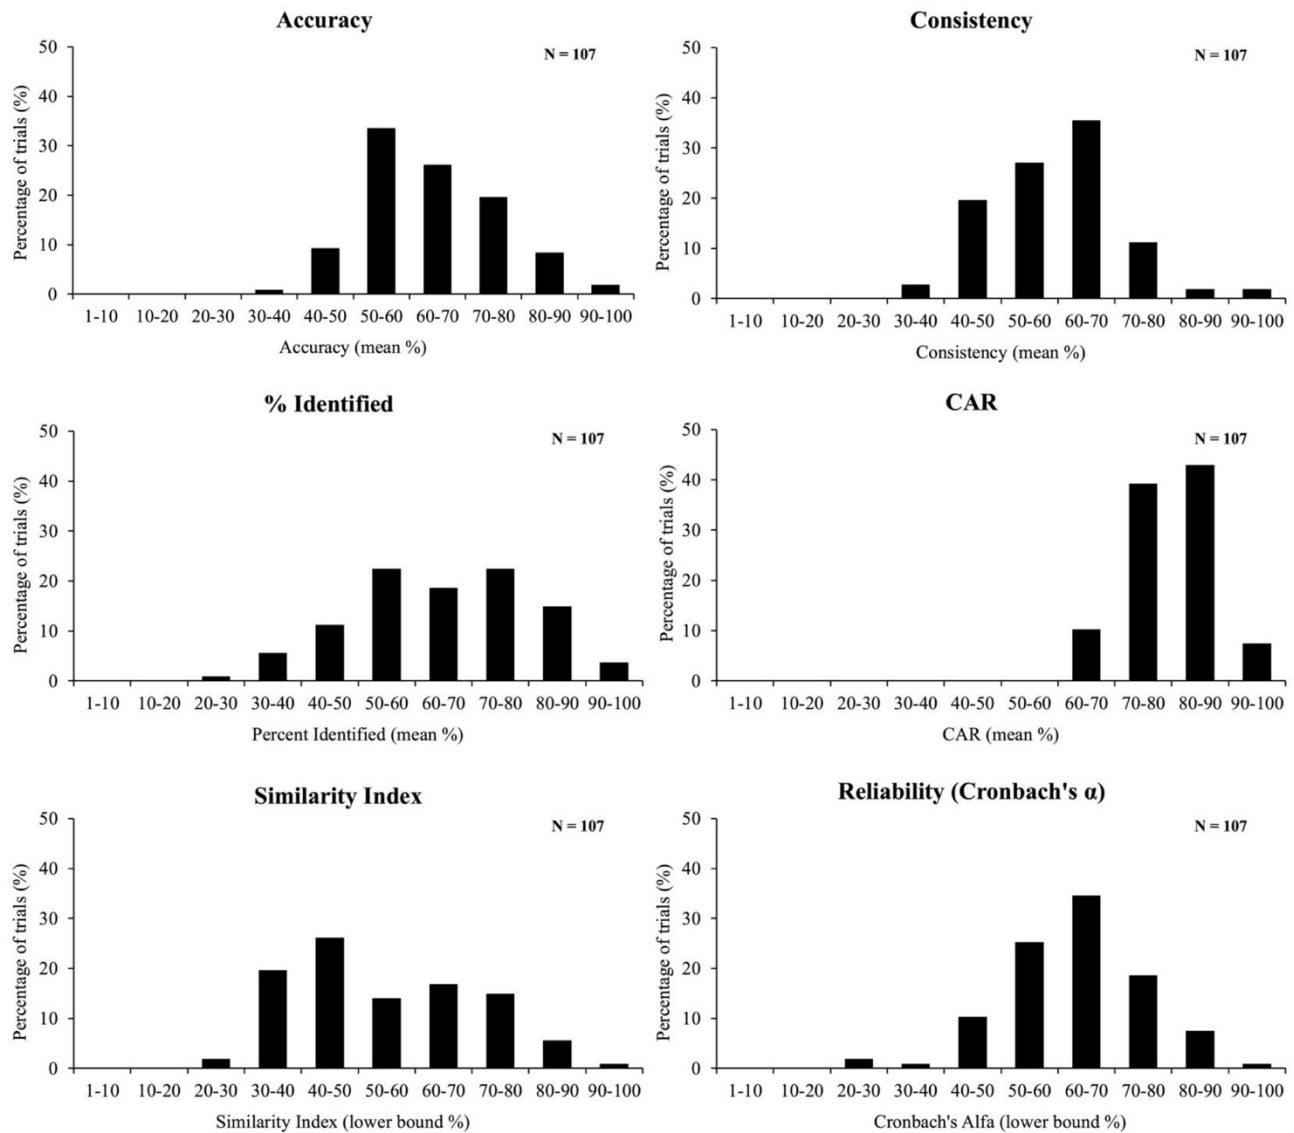 Accuracy
N = 107
Percentage of trials (%)
50
40
30
20
10
0
1-10 10-20 20-30 30-40 40-50 50-60 60-70 70-80 80-90 90-100
Accuracy (mean %)
Consistency
N = 107
Percentage of trials (%)
50
40
30
20
10
0
1-10 10-20 20-30 30-40 40-50 50-60 60-70 70-80 80-90 90-100
Consistency (mean %)
% Identified
N = 107
Percentage of trials (%)
50
40
30
20
10
0
1-10 10-20 20-30 30-40 40-50 50-60 60-70 70-80 80-90 90-100
Percent Identified (mean %)
CAR
N = 107
Percentage of trials (%)
50
40
30
20
10
0
1-10 10-20 20-30 30-40 40-50 50-60 60-70 70-80 80-90 90-100
CAR (mean %)
Similarity Index
N = 107
Percentage of trials (%)
50
40
30
20
10
0
1-10 10-20 20-30 30-40 40-50 50-60 60-70 70-80 80-90 90-100
Similarity Index (lower bound %)
Reliability (Cronbach's α)
N = 107
Percentage of trials (%)
50
40
30
20
10
0
1-10 10-20 20-30 30-40 40-50 50-60 60-70 70-80 80-90 90-100
Cronbach's Alfa (lower bound %)